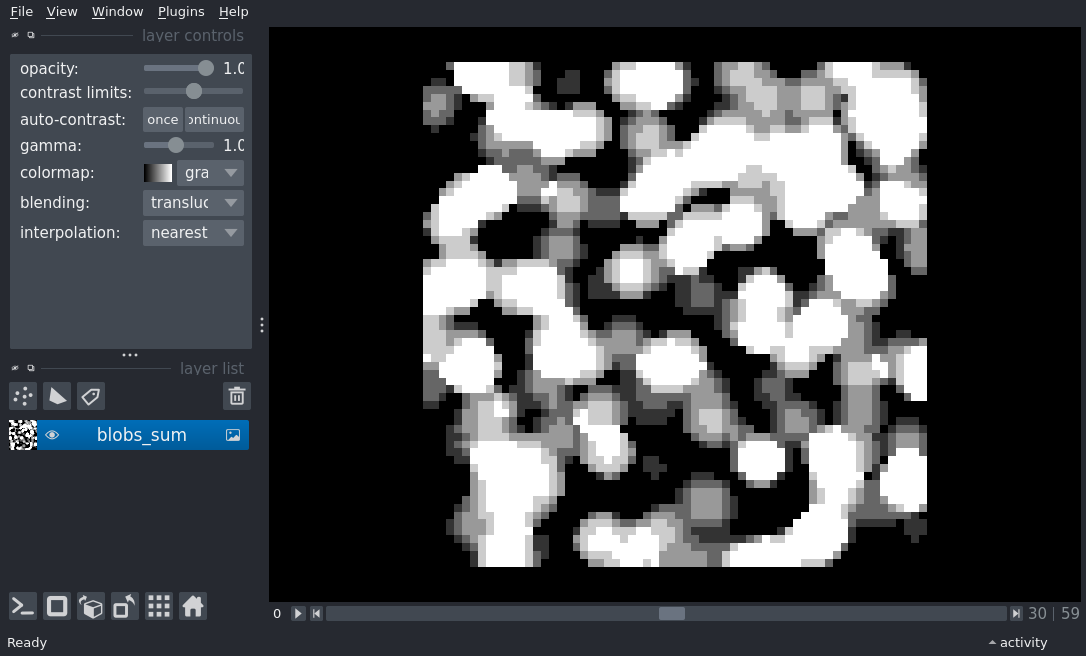 File View Window Plugins Help
layer controls
opacity: 1.0
contrast limits:
auto-contrast: once ontinuou
gamma: 1.0
colormap: gra
blending: transluc
interpolation: nearest
layer list
blobs_sum
0 30 59
Ready activity